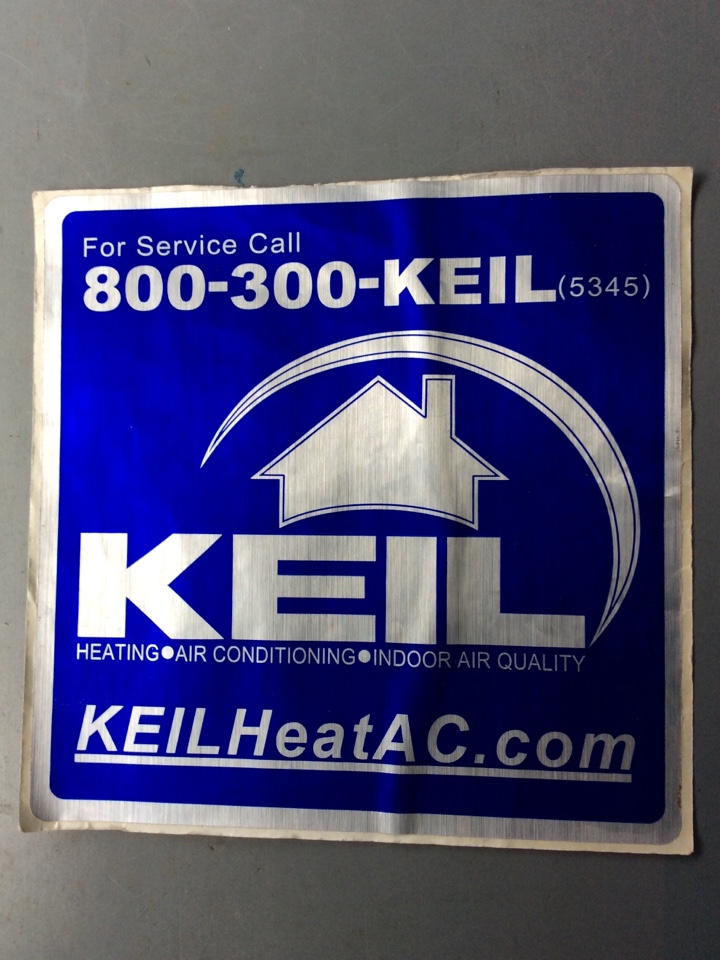 For Service Call
800-300-KEIL (5345)
KEIL
HEATING●AIR CONDITIONING●INDOOR AIR QUALITY
KEILHeatAC.com